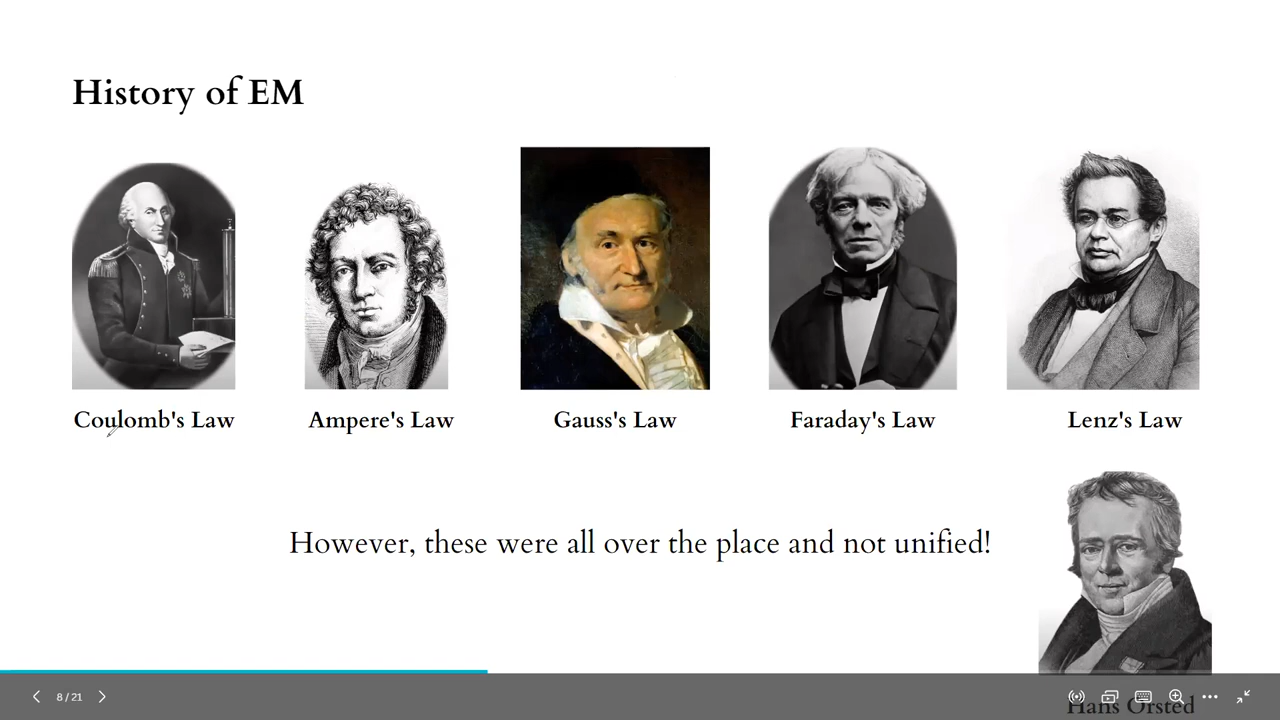 History of EM
Coulomb's Law
Ampere's Law
Gauss's Law
Faraday's Law
Lenz's Law
However, these were all over the place and not unified!
8 / 21
Hans Orsted